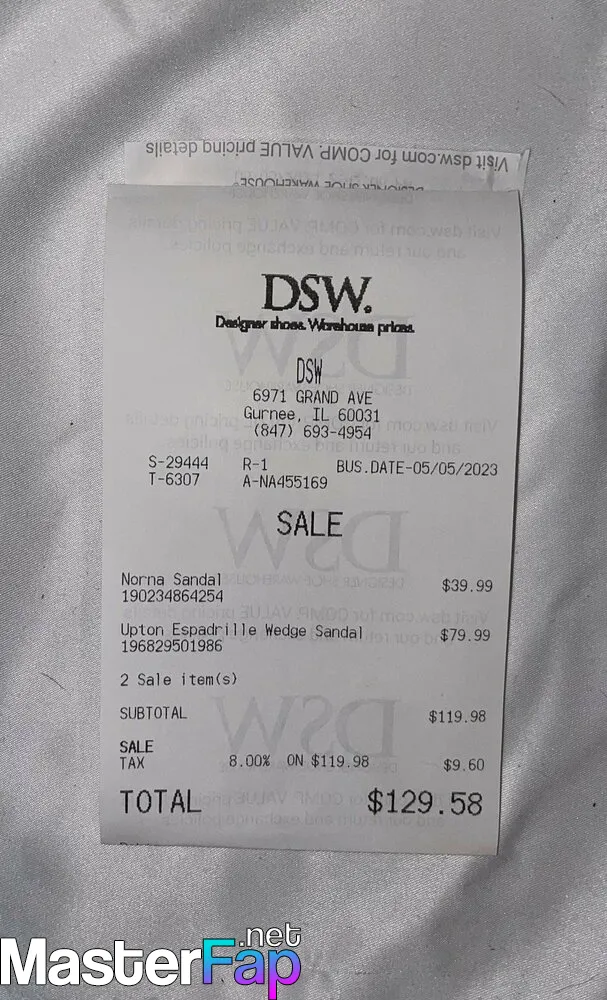 Visit dsw.com for COMP. VALUE pricing details
DESIGNER SHOE WAREHOUSE
DSW.
Designer shoes. Warehouse prices.
DSW
6971 GRAND AVE
Gurnee, IL 60031
(847) 693-4954
S-29444 R-1 BUS.DATE-05/05/2023
T-6307 A-NA455169
SALE
Norna Sandal $39.99
190234864254
Upton Espadrille Wedge Sandal $79.99
196829501986
2 Sale item(s)
SUBTOTAL $119.98
SALE
TAX 8.00% ON $119.98 $9.60
TOTAL $129.58
MasterFap.net